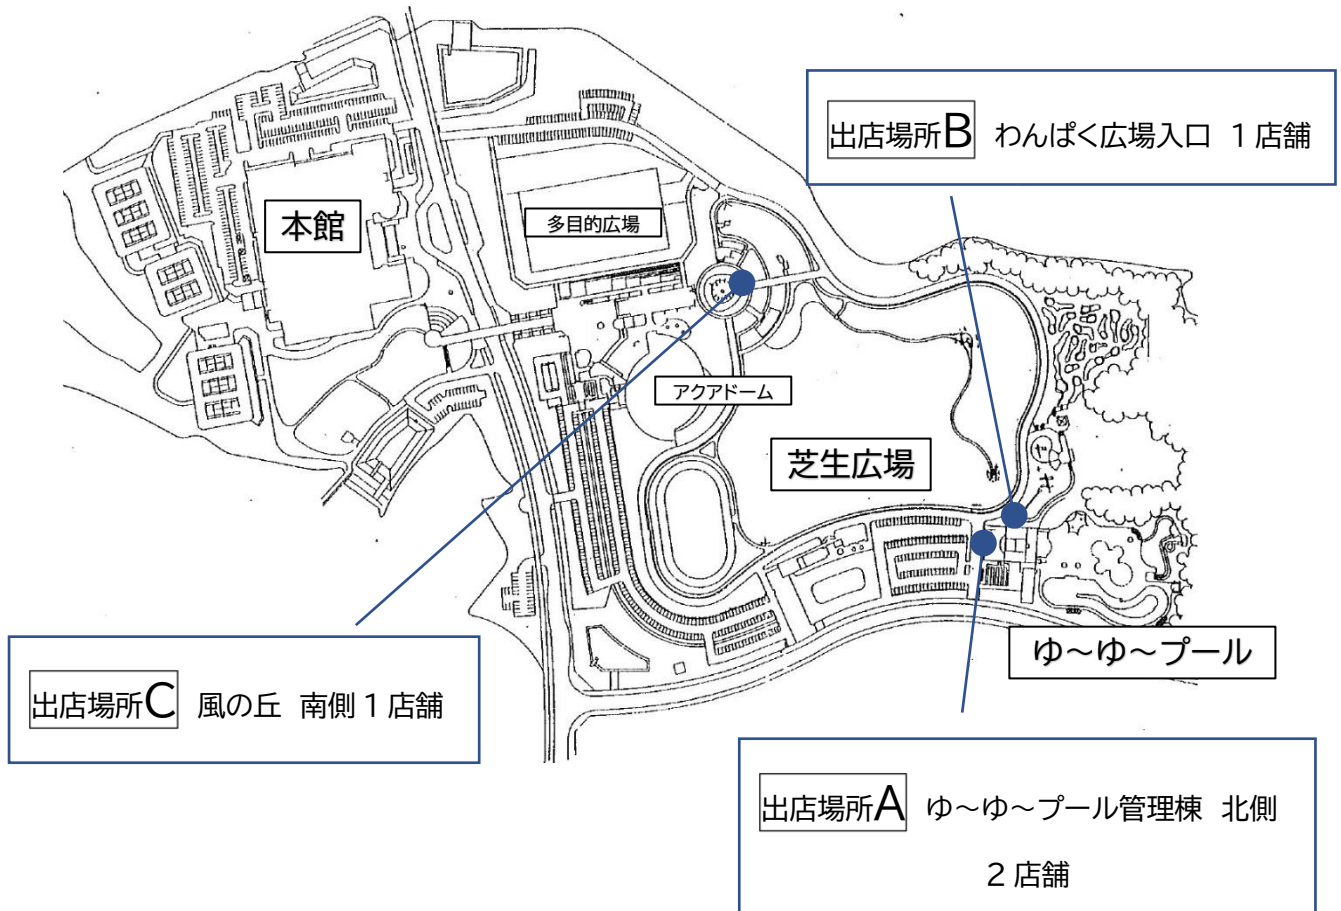 出店場所B わんぱく広場入口 1店舗
本館
多目的広場
アクアドーム
芝生広場
ゆ～ゆ～プール
出店場所C 風の丘 南側1店舗
出店場所A ゆ～ゆ～プール管理棟 北側
2店舗